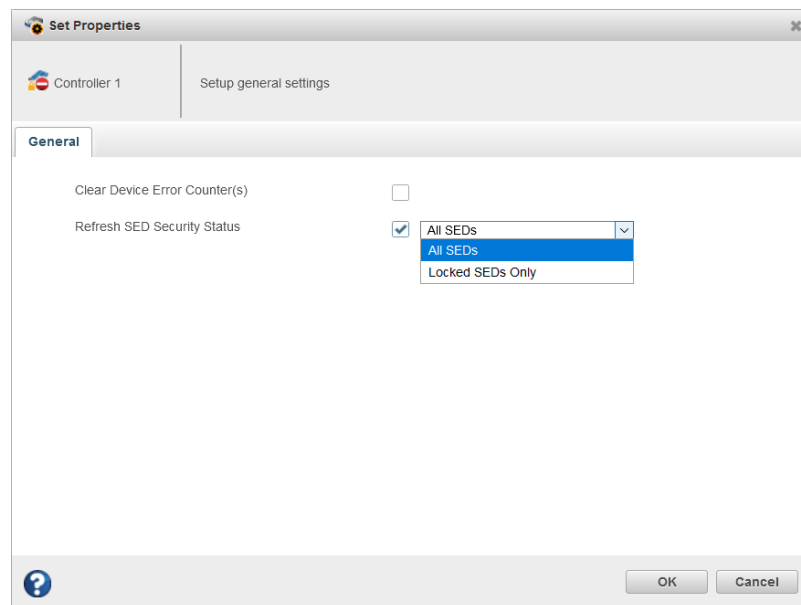 Set Properties
Controller 1
Setup general settings
General
Clear Device Error Counter(s)
Refresh SED Security Status
All SEDs
All SEDs
Locked SEDs Only
?
OK
Cancel